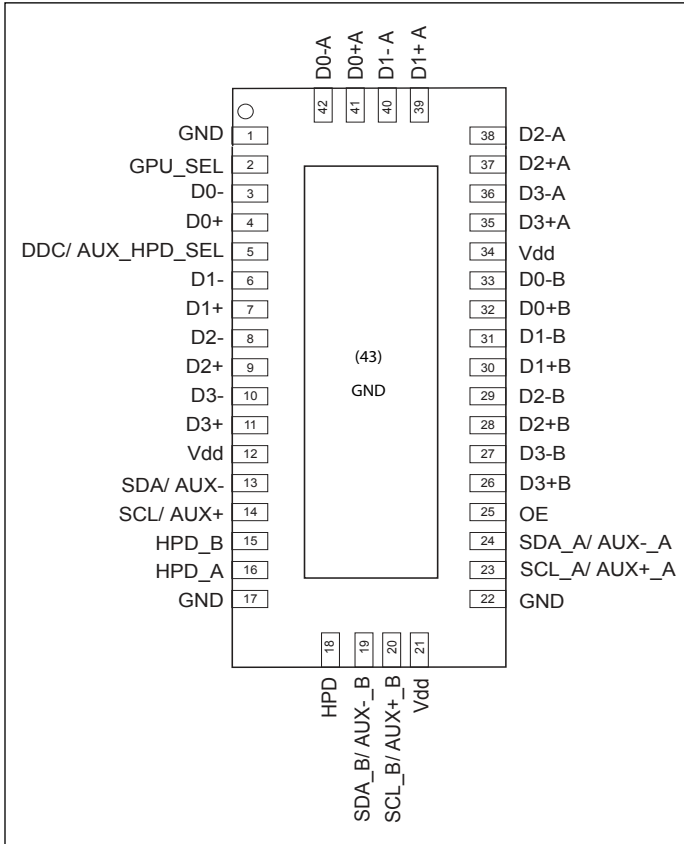 D0-A
D0+A
D1- A
D1+ A
42
41
40
39
GND 1
GPU_SEL 2
D0- 3
D0+ 4
DDC/ AUX_HPD_SEL 5
D1- 6
D1+ 7
D2- 8
D2+ 9
D3- 10
D3+ 11
Vdd 12
SDA/ AUX- 13
SCL/ AUX+ 14
HPD_B 15
HPD_A 16
GND 17
(43)
GND
38 D2-A
37 D2+A
36 D3-A
35 D3+A
34 Vdd
33 D0-B
32 D0+B
31 D1-B
30 D1+B
29 D2-B
28 D2+B
27 D3-B
26 D3+B
25 OE
24 SDA_A/ AUX-_A
23 SCL_A/ AUX+_A
22 GND
18
19
20
21
HPD
SDA_B/ AUX-_B
SCL_B/ AUX+_B
Vdd